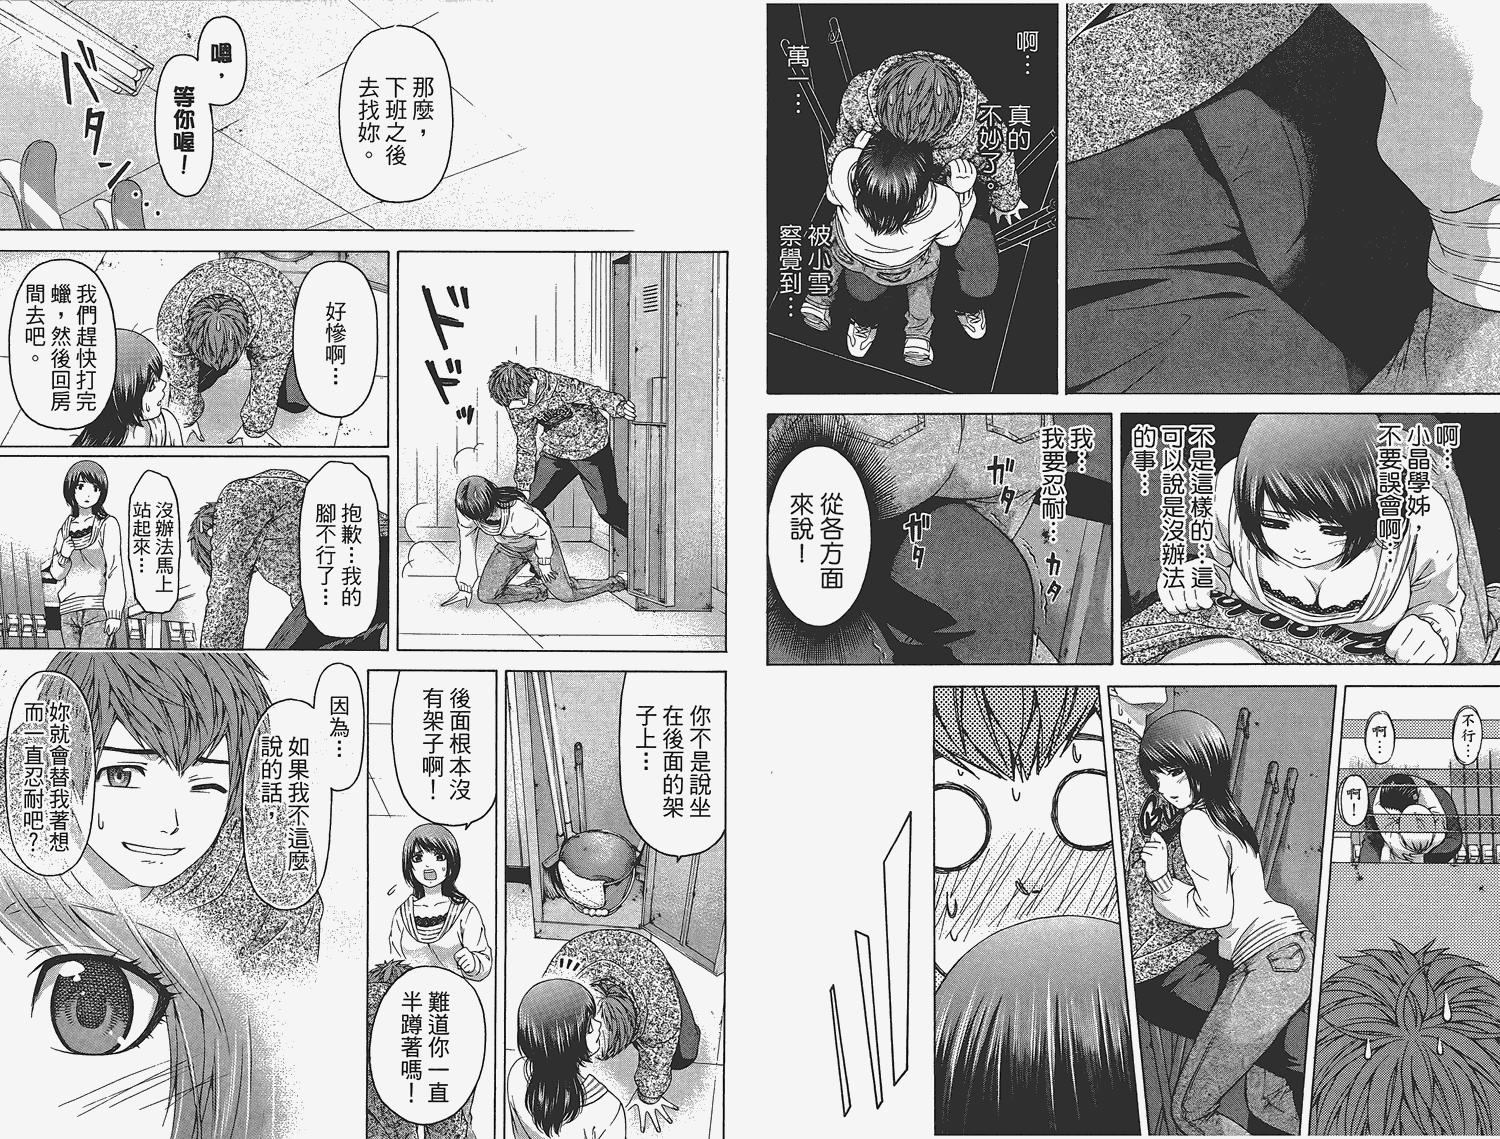 啊…
真的
不妙了。
萬一…
被小雪
察覺到…
啊…
小晶學姊,
不要誤會啊…
不是這樣的…這
可以說是沒辦法
的事…
我…
我要忍耐…
ガタ
ガタ
カタ
從各方面
來說!
不行…
啊…
啊!
那麼,
下班之後
去找妳。
嗯,
等你喔!
バタン…
ドドドッ
好慘啊…
我們趕快打完
蠟,然後回房
間去吧。
抱歉…我的
腳不行了…
沒辦法馬上
站起來…
你不是說坐
在後面的架
子上…
後面根本沒
有架子啊!
難道你一直
半蹲著嗎!
因為…
如果我不這麼
說的話,
妳就會替我著想
而一直忍耐吧?